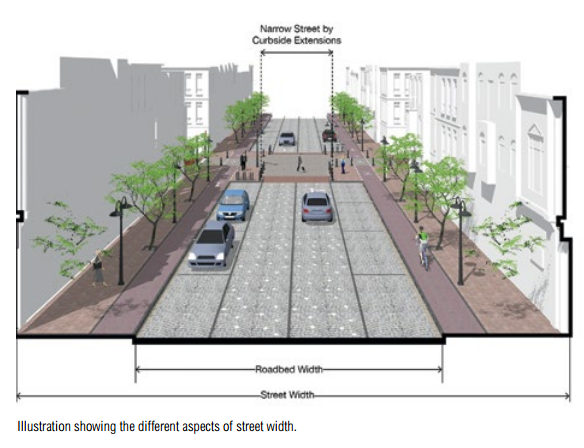 Narrow Street by
Curbside Extensions
Roadbed Width
Street Width
Illustration showing the different aspects of street width.